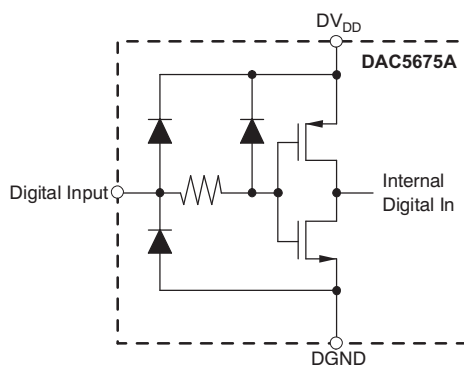 DVDD
DAC5675A
Digital Input
Internal
Digital In
DGND